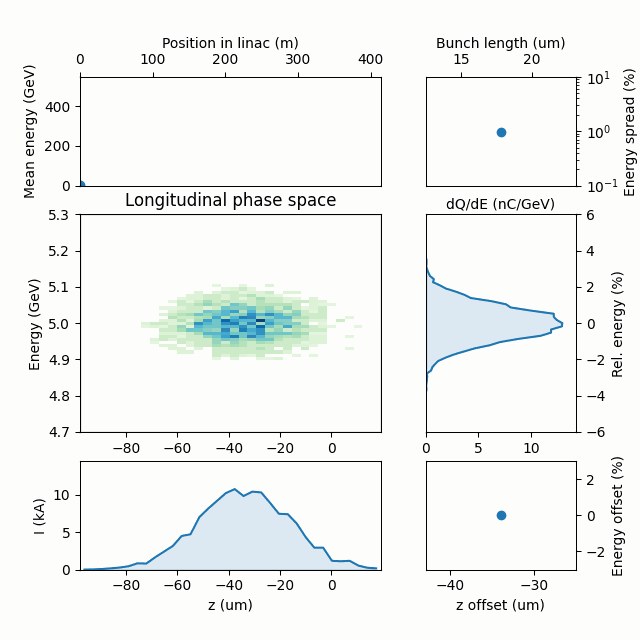 Position in linac (m)
0 100 200 300 400
Mean energy (GeV)
400
200
0
Bunch length (um)
15 20
10¹
10⁰
10⁻¹
Energy spread (%)
Longitudinal phase space
Energy (GeV)
5.3
5.2
5.1
5.0
4.9
4.8
4.7
−80 −60 −40 −20 0
dQ/dE (nC/GeV)
6
4
2
0
−2
−4
−6
Rel. energy (%)
0 5 10
I (kA)
10
5
0
−80 −60 −40 −20 0
z (um)
2
0
−2
Energy offset (%)
−40 −30
z offset (um)